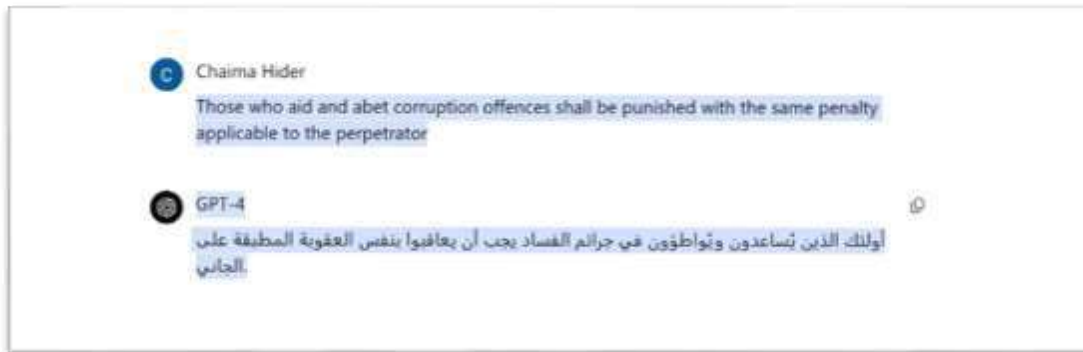 C
Chaima Hider
Those who aid and abet corruption offences shall be punished with the same penalty
applicable to the perpetrator
GPT-4
أولئك الذين يُساعدون ويُواطؤون في جرائم الفساد يجب أن يعاقبوا بنفس العقوبة المطبقة على
الجاني.